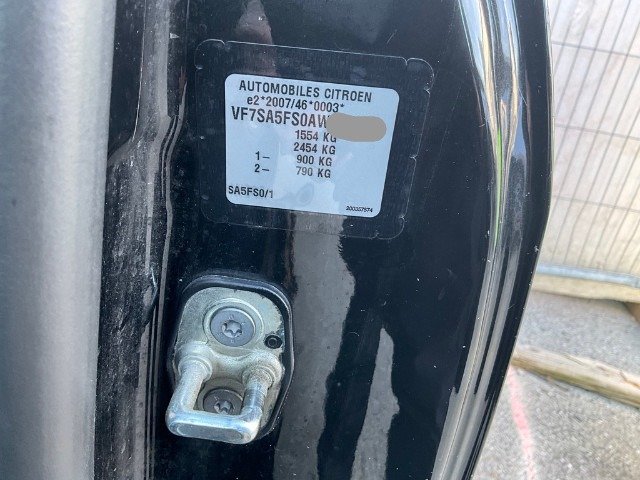 AUTOMOBILES CITROEN
e2*2007/46*0003*
VF7SA5FS0AW
1554 KG
2454 KG
1- 900 KG
2- 790 KG
SA5FS0/1